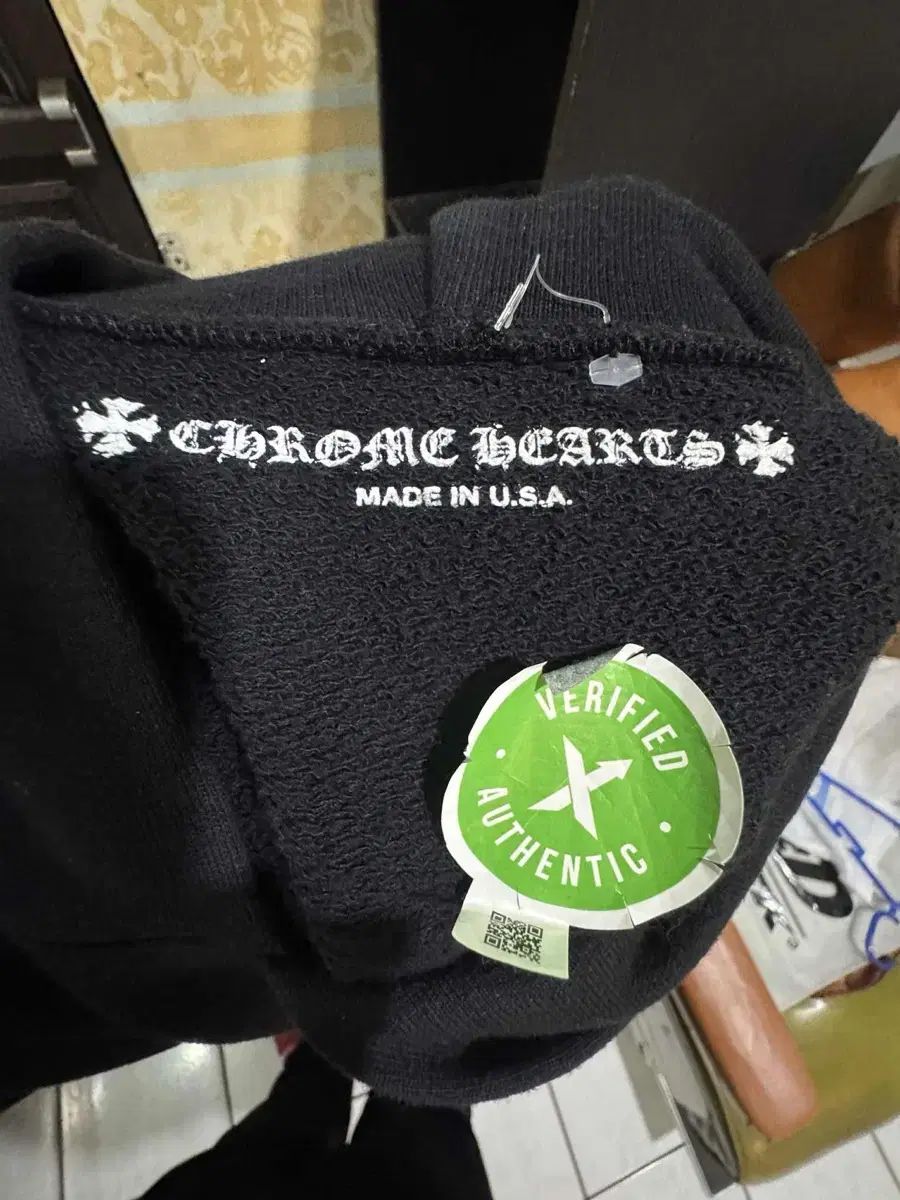 CHROME HEARTS
MADE IN U.S.A.
VERIFIED
AUTHENTIC